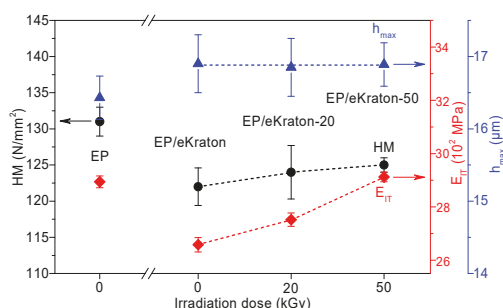 145
140
135
130
125
120
115
110
HM (N/mm²)
EP
EP/eKraton
EP/eKraton-20
EP/eKraton-50
h_max
HM
E_IT
0
0
20
50
Irradiation dose (kGy)
34
32
30
28
26
E_IT (10² MPa)
17
16
15
14
h_max (µm)